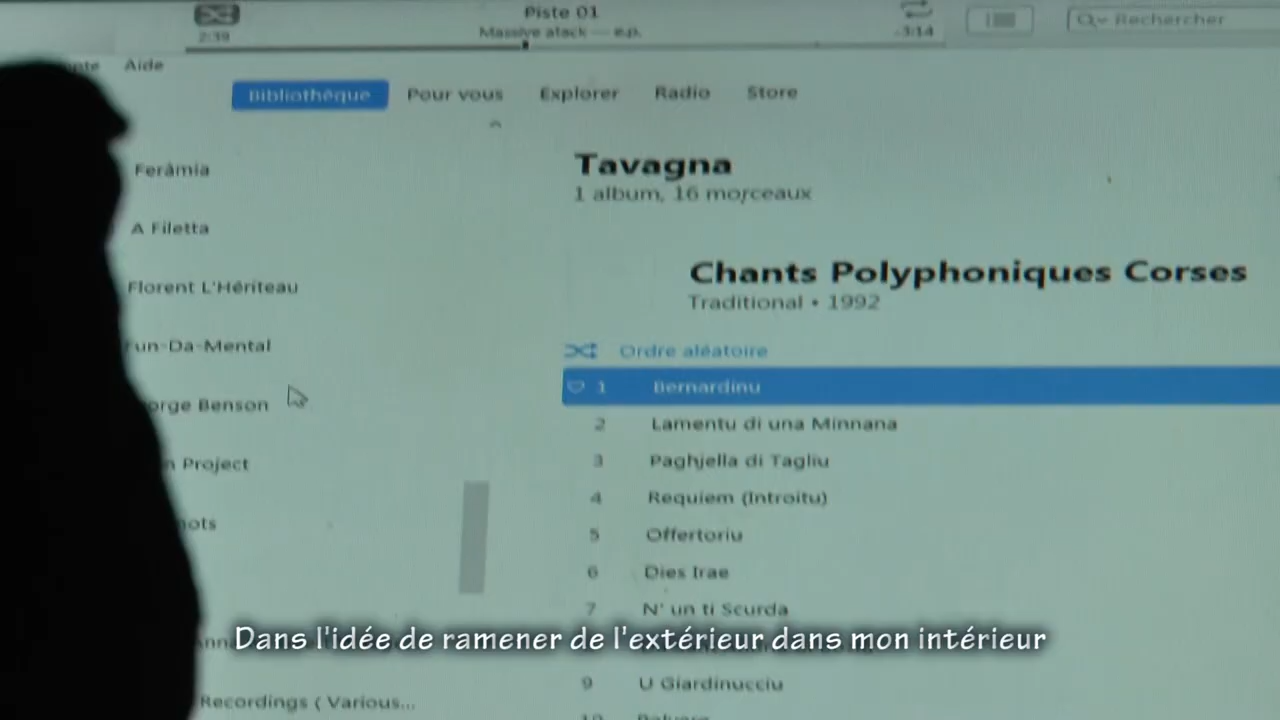 Piste 01
2:39
Massive atack — e.p.
-3:14
Rechercher
Aide
Bibliothèque
Pour vous
Explorer
Radio
Store
Feràmia
A Filetta
Florent L'Hériteau
un-Da-Mental
orge Benson
Project
ots
Recordings ( Various...
Tavagna
1 album, 16 morceaux
Chants Polyphoniques Corses
Traditional • 1992
Ordre aléatoire
1 Bernardinu
2 Lamentu di una Minnana
3 Paghjella di Tagliu
4 Requiem (Introitu)
5 Offertoriu
6 Dies Irae
7 N' un ti Scurda
Dans l'idée de ramener de l'extérieur dans mon intérieur
9 U Giardinucciu
10